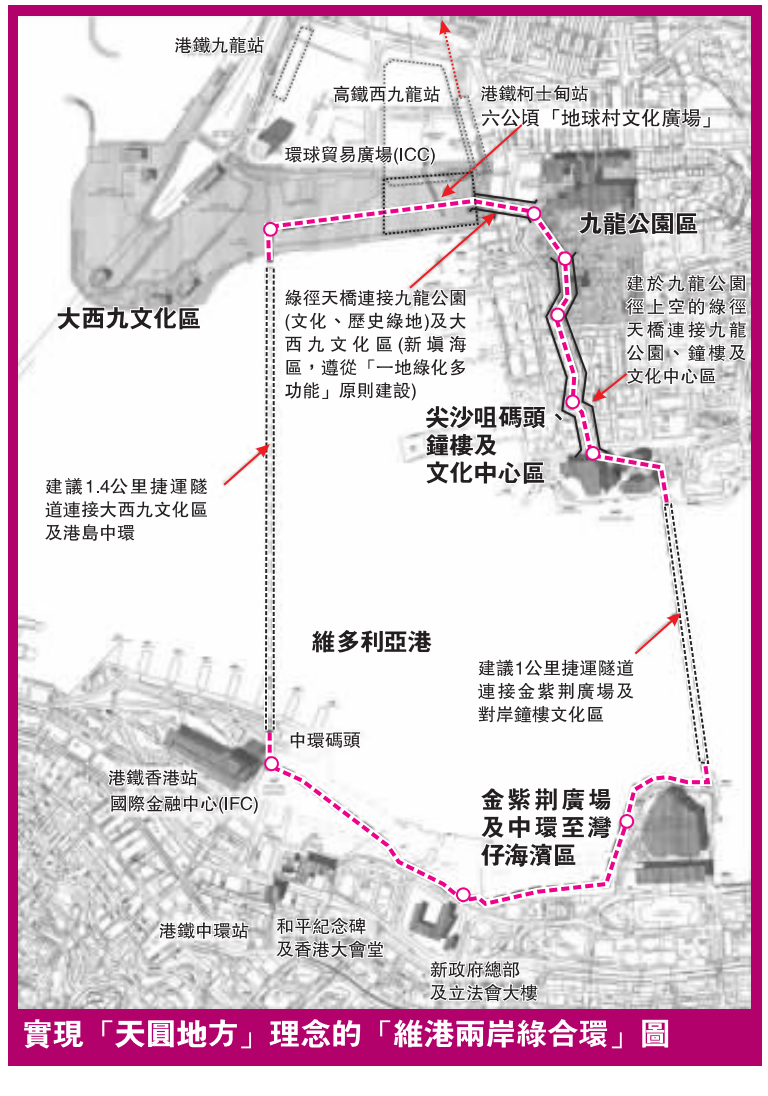 港鐵九龍站
高鐵西九龍站
港鐵柯士甸站
六公頃「地球村文化廣場」
環球貿易廣場(ICC)
九龍公園區
大西九文化區
綠徑天橋連接九龍公園
(文化、歷史綠地)及大
西九文化區(新塡海
區，遵從「一地綠化多
功能」原則建設)
建於九龍公園
徑上空的綠徑
天橋連接九龍
公園、鐘樓及
文化中心區
尖沙咀碼頭、
鐘樓及
文化中心區
建議1.4公里捷運隧
道連接大西九文化區
及港島中環
維多利亞港
建議1公里捷運隧道
連接金紫荆廣場及
對岸鐘樓文化區
中環碼頭
港鐵香港站
國際金融中心(IFC)
金紫荆廣場
及中環至灣
仔海濱區
港鐵中環站
和平紀念碑
及香港大會堂
新政府總部
及立法會大樓
實現「天圓地方」理念的「維港兩岸綠合環」圖